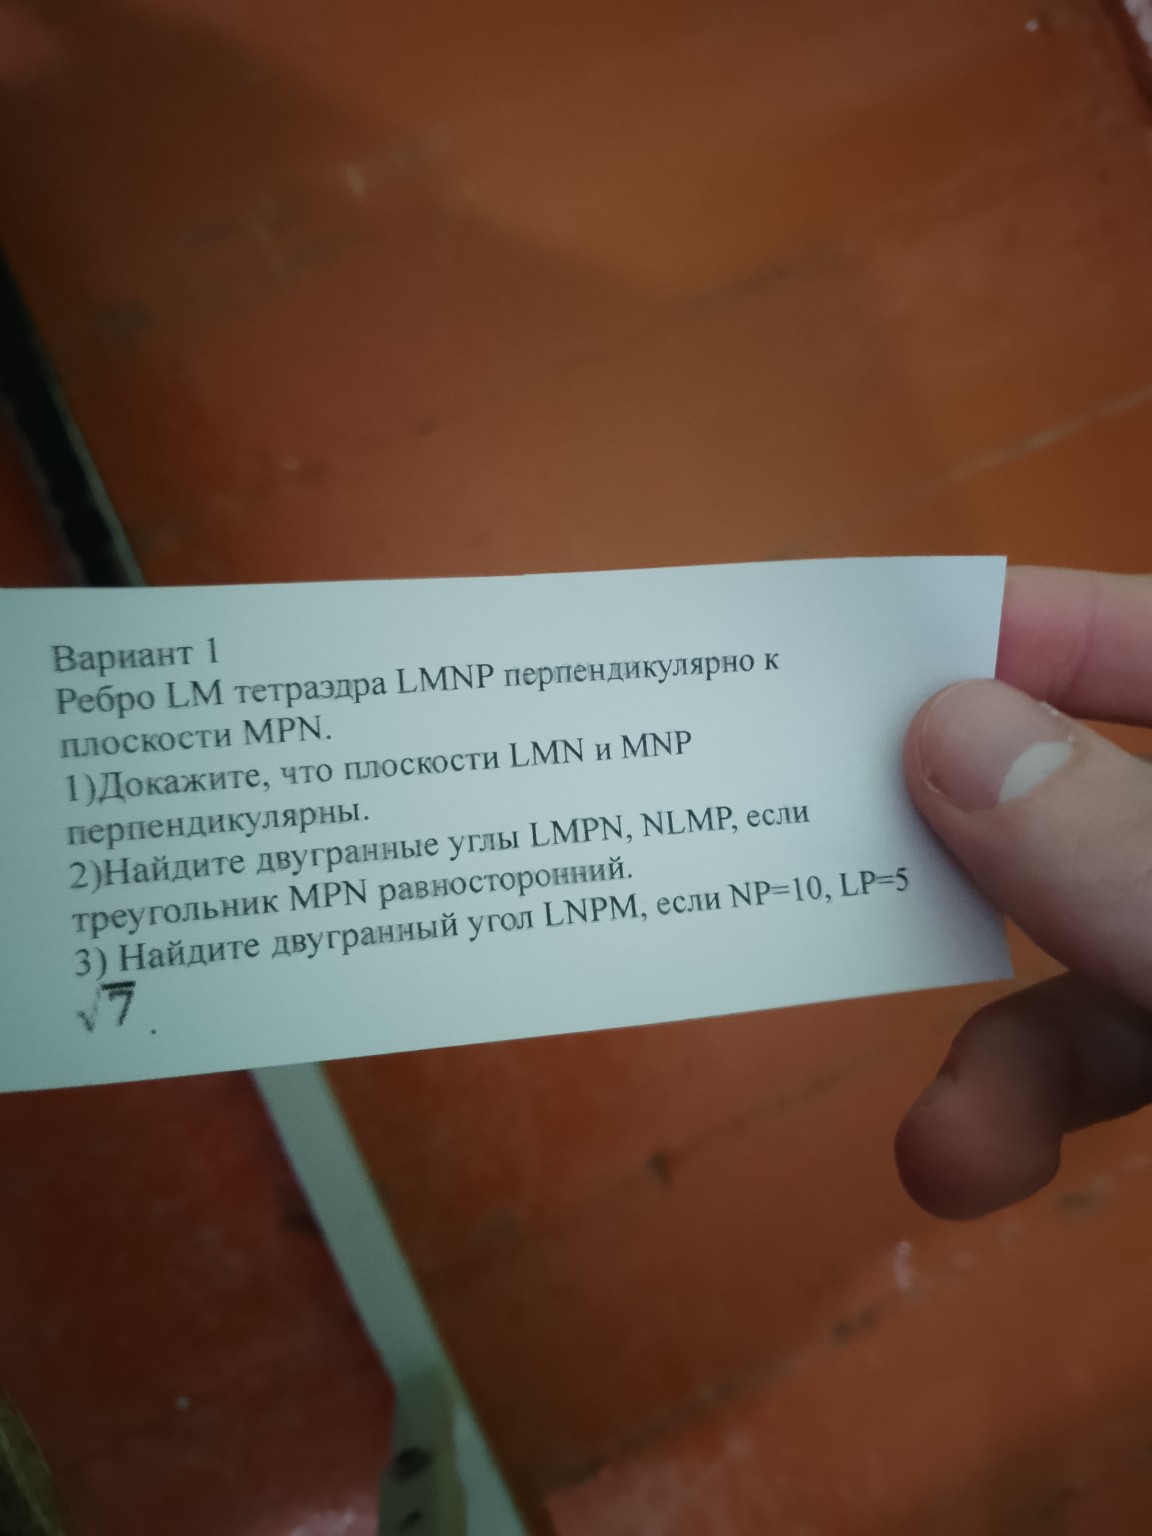 Вариант 1
Ребро LM тетраэдра LMNP перпендикулярно к
плоскости MPN.
1)Докажите, что плоскости LMN и MNP
перпендикулярны.
2)Найдите двугранные углы LMPN, NLMP, если
треугольник MPN равносторонний.
3) Найдите двугранный угол LNPM, если NP=10, LP=5
√7 .